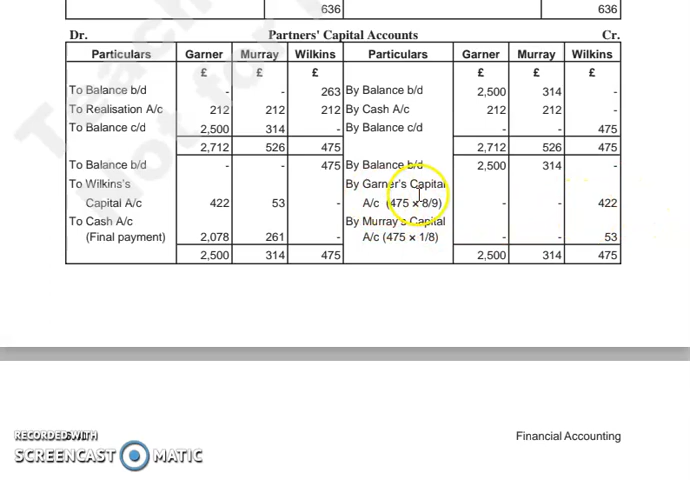 636 636
Dr. Partners' Capital Accounts Cr.
Particulars Garner Murray Wilkins Particulars Garner Murray Wilkins
£ £ £ £ £ £
To Balance b/d - - 263 By Balance b/d 2,500 314 -
To Realisation A/c 212 212 212 By Cash A/c 212 212 -
To Balance c/d 2,500 314 - By Balance c/d - - 475
2,712 526 475 2,712 526 475
To Balance b/d - - 475 By Balance b/d 2,500 314 -
To Wilkins's By Garner's Capital
Capital A/c 422 53 - A/c (475 × 8/9) - - 422
To Cash A/c By Murray's Capital
(Final payment) 2,078 261 - A/c (475 × 1/8) - - 53
2,500 314 475 2,500 314 475
RECORDED WITH
SCREENCAST MATIC
Financial Accounting